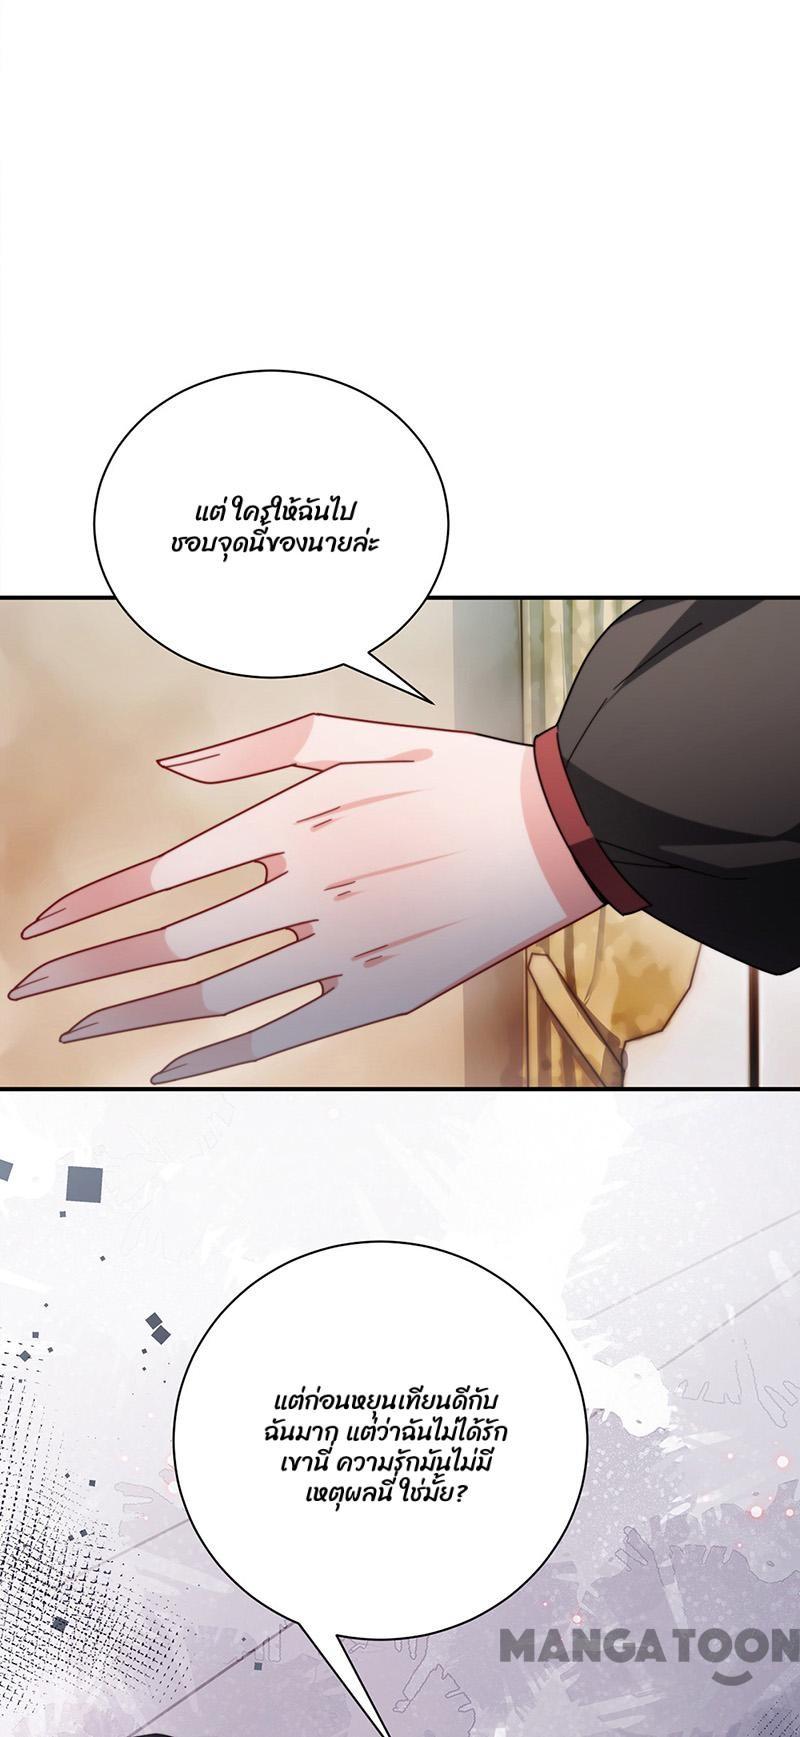 แต่ ใครให้ฉันไป
ชอบจุดนี้ของนายล่ะ
แต่ก่อนหยุนเทียนดีกับ
ฉันมาก แต่ว่าฉันไม่ได้รัก
เขานี่ ความรักมันไม่มี
เหตุผลนี่ ใช่มั้ย?
MANGATOON